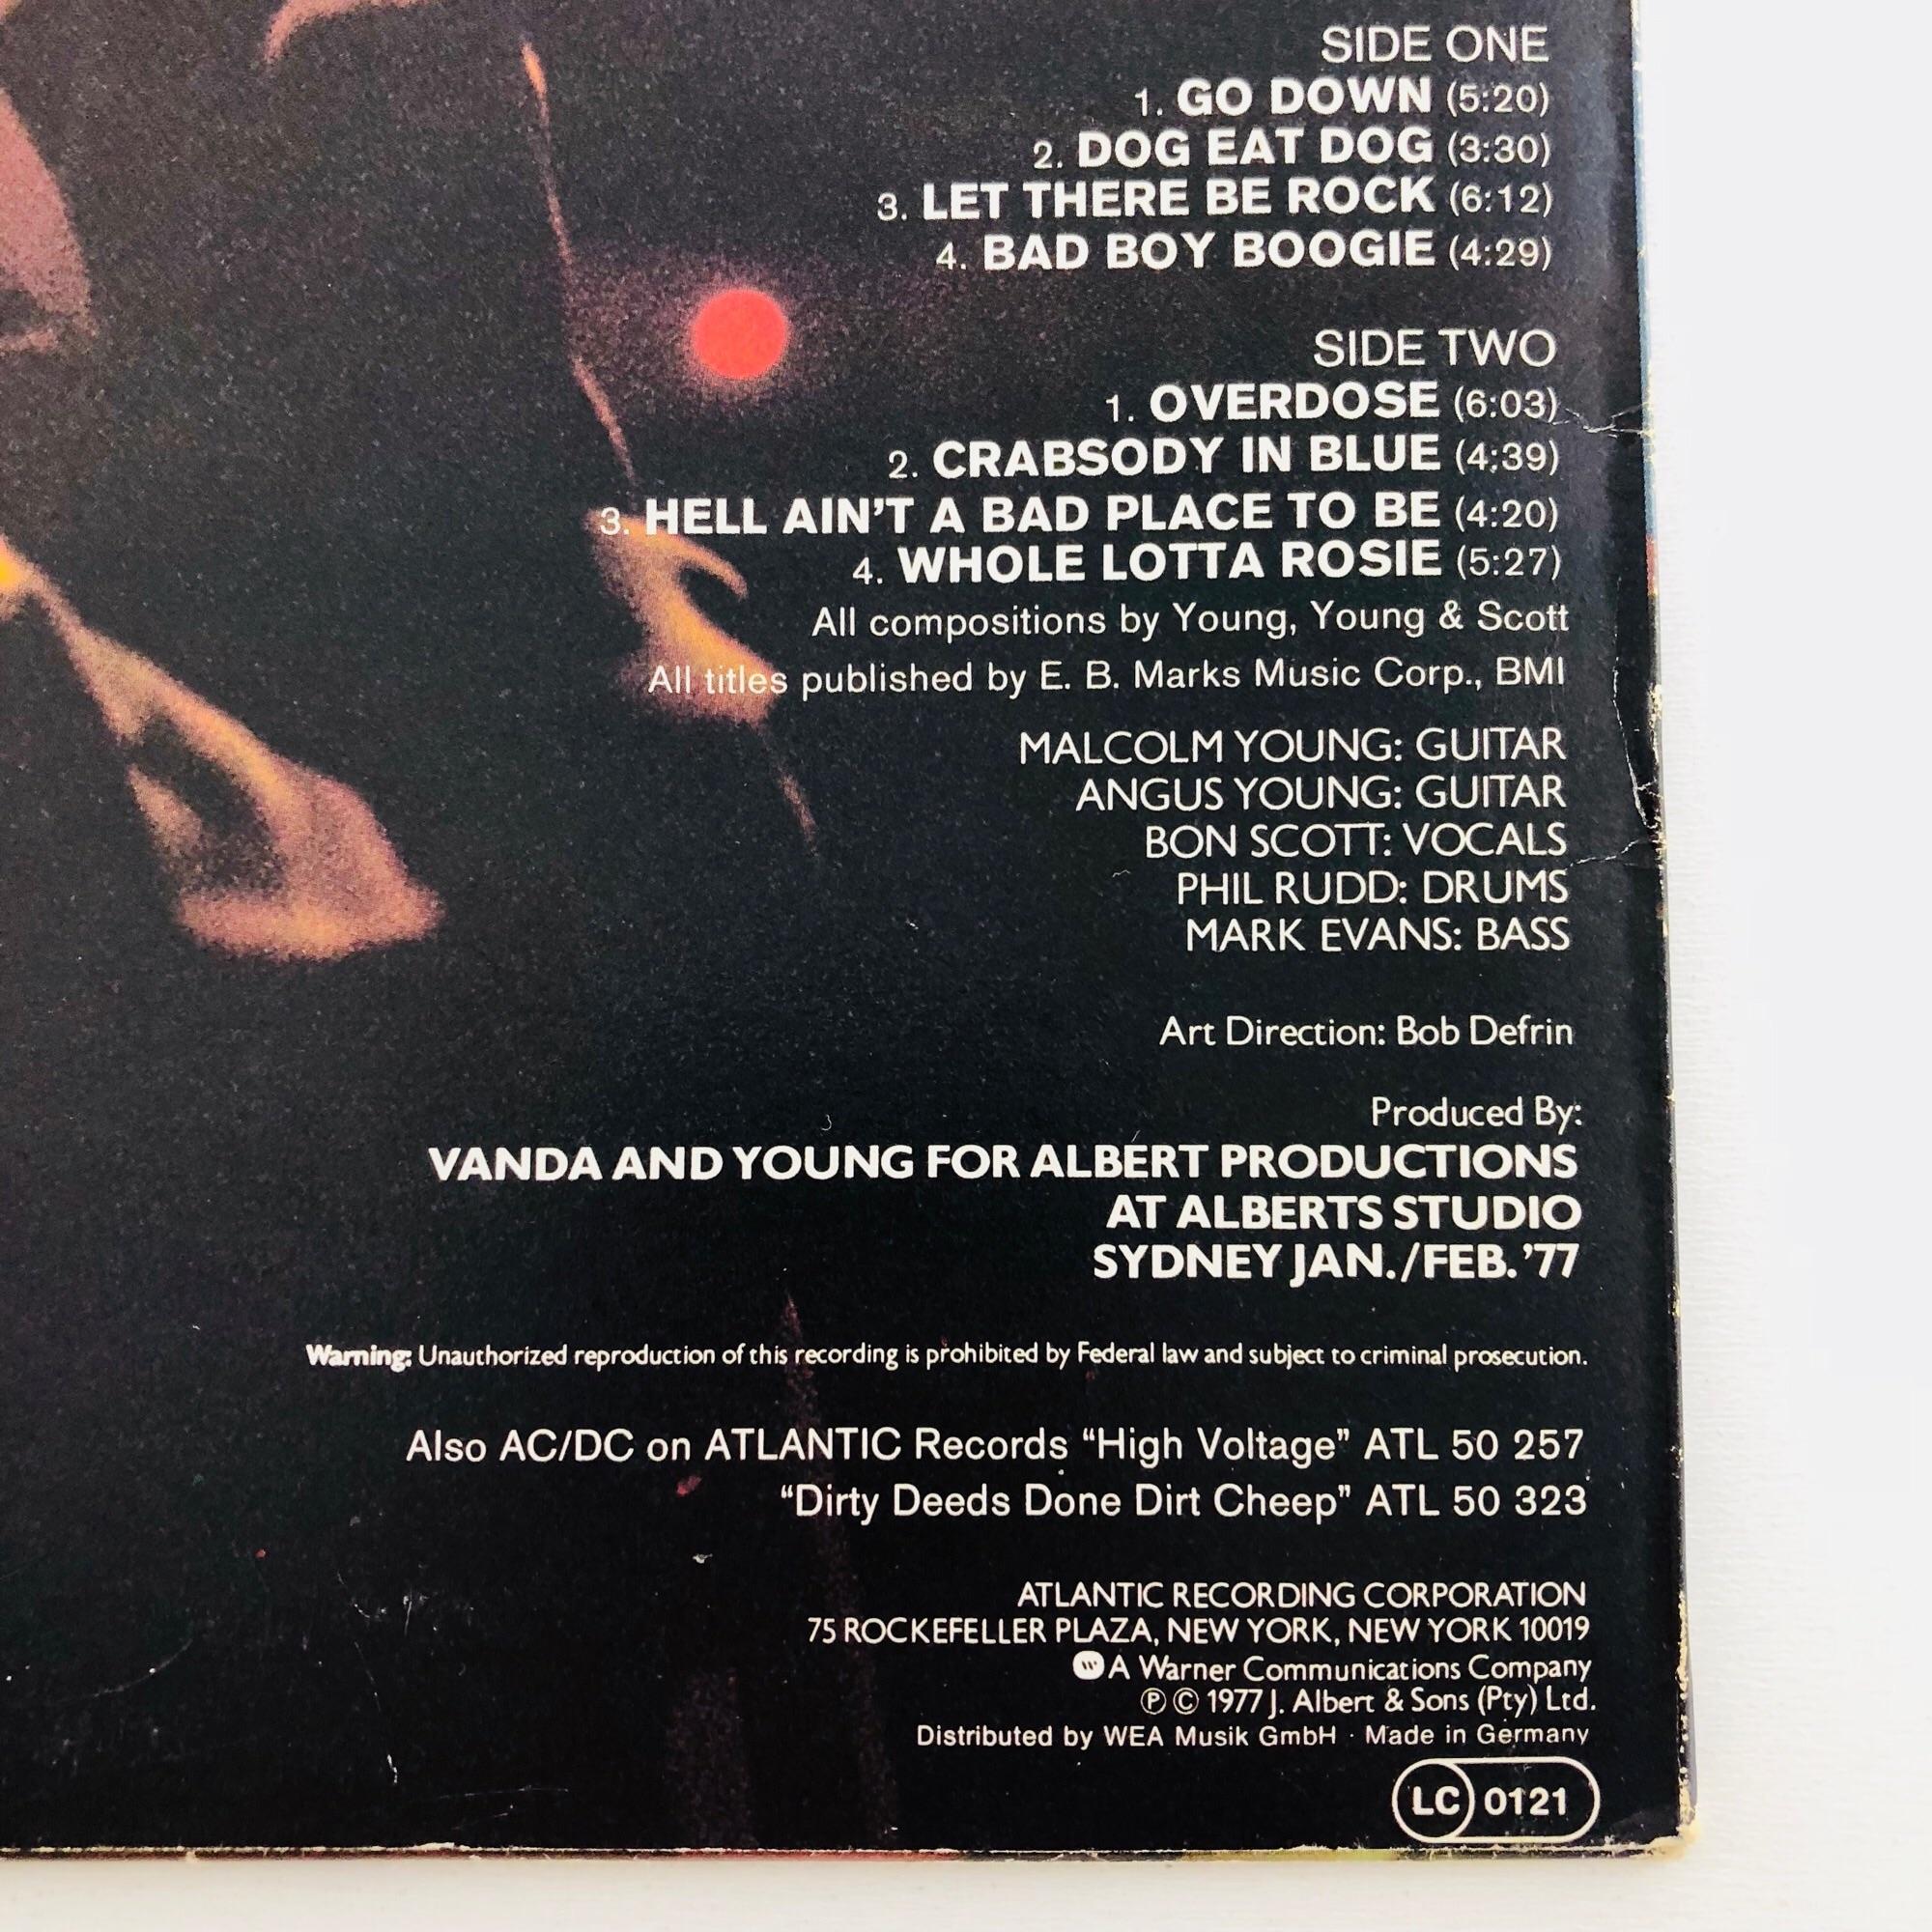 SIDE ONE
1. GO DOWN (5:20)
2. DOG EAT DOG (3:30)
3. LET THERE BE ROCK (6:12)
4. BAD BOY BOOGIE (4:29)
SIDE TWO
1. OVERDOSE (6:03)
2. CRABSODY IN BLUE (4:39)
3. HELL AIN'T A BAD PLACE TO BE (4:20)
4. WHOLE LOTTA ROSIE (5:27)
All compositions by Young, Young & Scott
All titles published by E. B. Marks Music Corp., BMI
MALCOLM YOUNG: GUITAR
ANGUS YOUNG: GUITAR
BON SCOTT: VOCALS
PHIL RUDD: DRUMS
MARK EVANS: BASS
Art Direction: Bob Defrin
Produced By:
VANDA AND YOUNG FOR ALBERT PRODUCTIONS
AT ALBERTS STUDIO
SYDNEY JAN./FEB. '77
Warning: Unauthorized reproduction of this recording is prohibited by Federal law and subject to criminal prosecution.
Also AC/DC on ATLANTIC Records “High Voltage” ATL 50 257
“Dirty Deeds Done Dirt Cheep” ATL 50 323
ATLANTIC RECORDING CORPORATION
75 ROCKEFELLER PLAZA, NEW YORK, NEW YORK 10019
A Warner Communications Company
℗ © 1977 J. Albert & Sons (Pty) Ltd.
Distributed by WEA Musik GmbH · Made in Germany
LC 0121